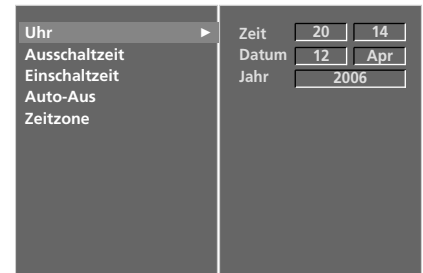 Uhr ►
Ausschaltzeit
Einschaltzeit
Auto-Aus
Zeitzone
Zeit 20 14
Datum 12 Apr
Jahr 2006